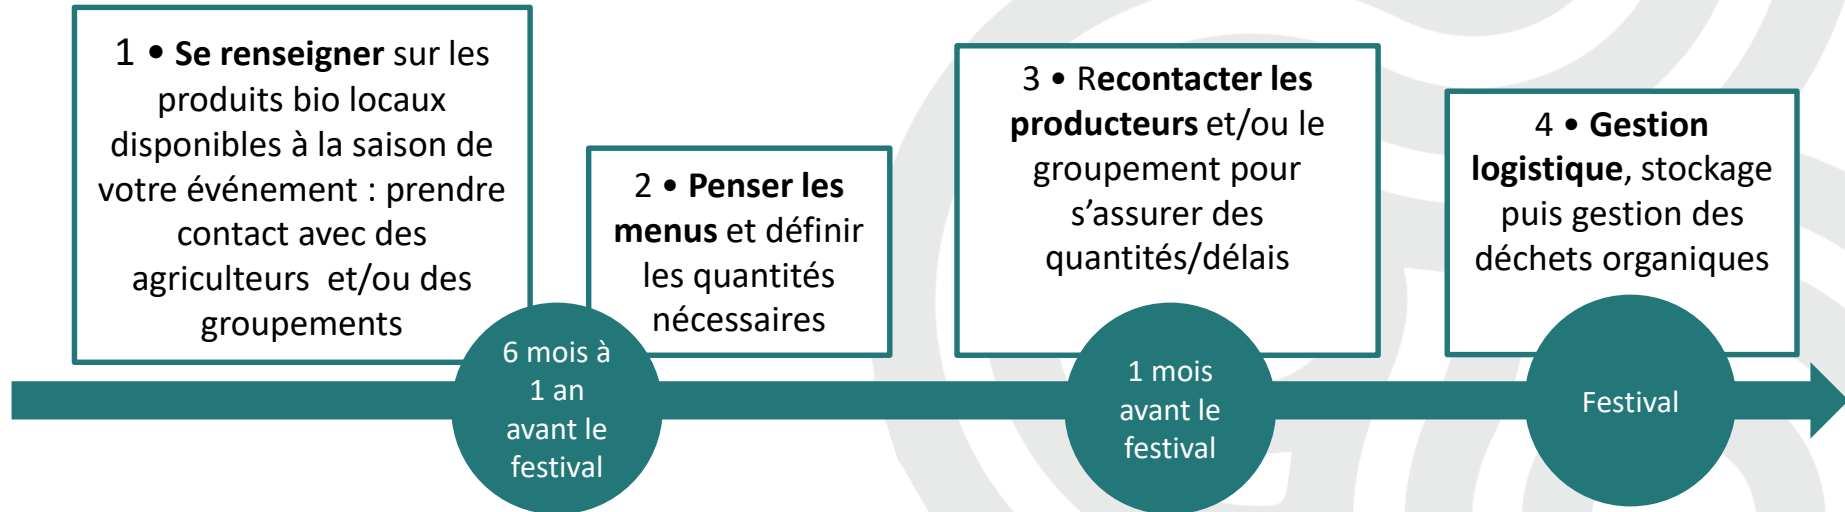 1 • Se renseigner sur les
produits bio locaux
disponibles à la saison de
votre événement : prendre
contact avec des
agriculteurs et/ou des
groupements
6 mois à
1 an
avant le
festival
2 • Penser les
menus et définir
les quantités
nécessaires
3 • Recontacter les
producteurs et/ou le
groupement pour
s’assurer des
quantités/délais
1 mois
avant le
festival
4 • Gestion
logistique, stockage
puis gestion des
déchets organiques
Festival